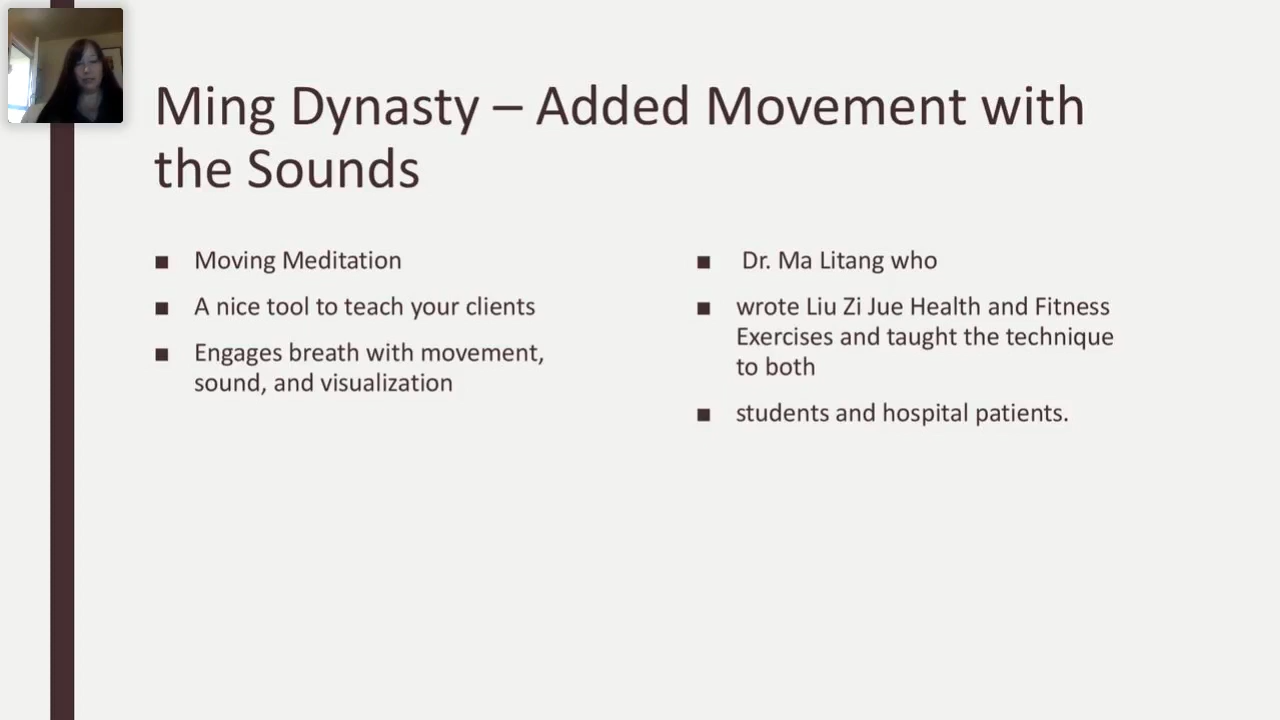 Ming Dynasty – Added Movement with
the Sounds
■ Moving Meditation
■ A nice tool to teach your clients
■ Engages breath with movement,
sound, and visualization
■ Dr. Ma Litang who
■ wrote Liu Zi Jue Health and Fitness
Exercises and taught the technique
to both
■ students and hospital patients.